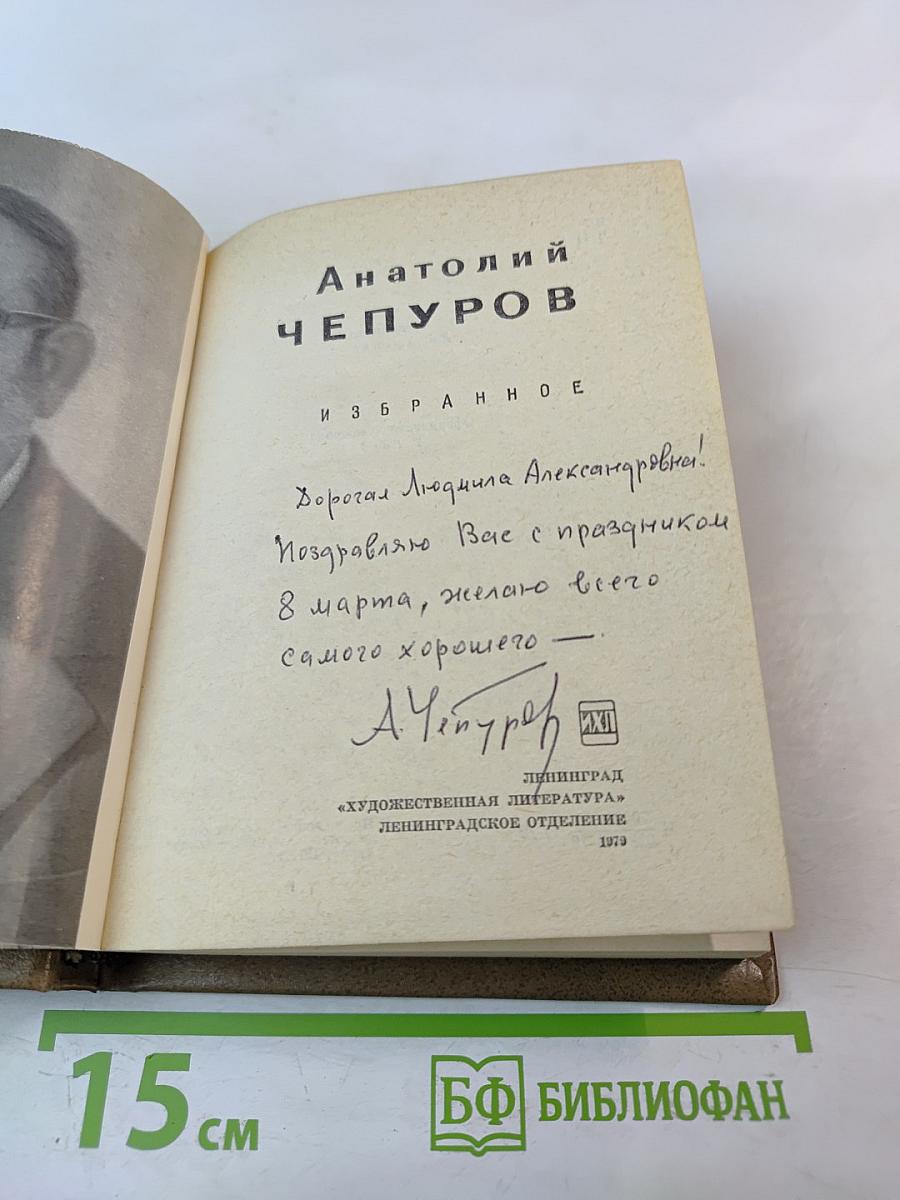 Анатолий
ЧЕПУРОВ
ИЗБРАННОЕ
Дорогая Людмила Александровна!
Поздравляю Вас с праздником
8 марта, желаю всего
самого хорошего —
А. Чепуров
ИХЛ
ЛЕНИНГРАД
«ХУДОЖЕСТВЕННАЯ ЛИТЕРАТУРА»
ЛЕНИНГРАДСКОЕ ОТДЕЛЕНИЕ
1979
15 см
БФ БИБЛИОФАН